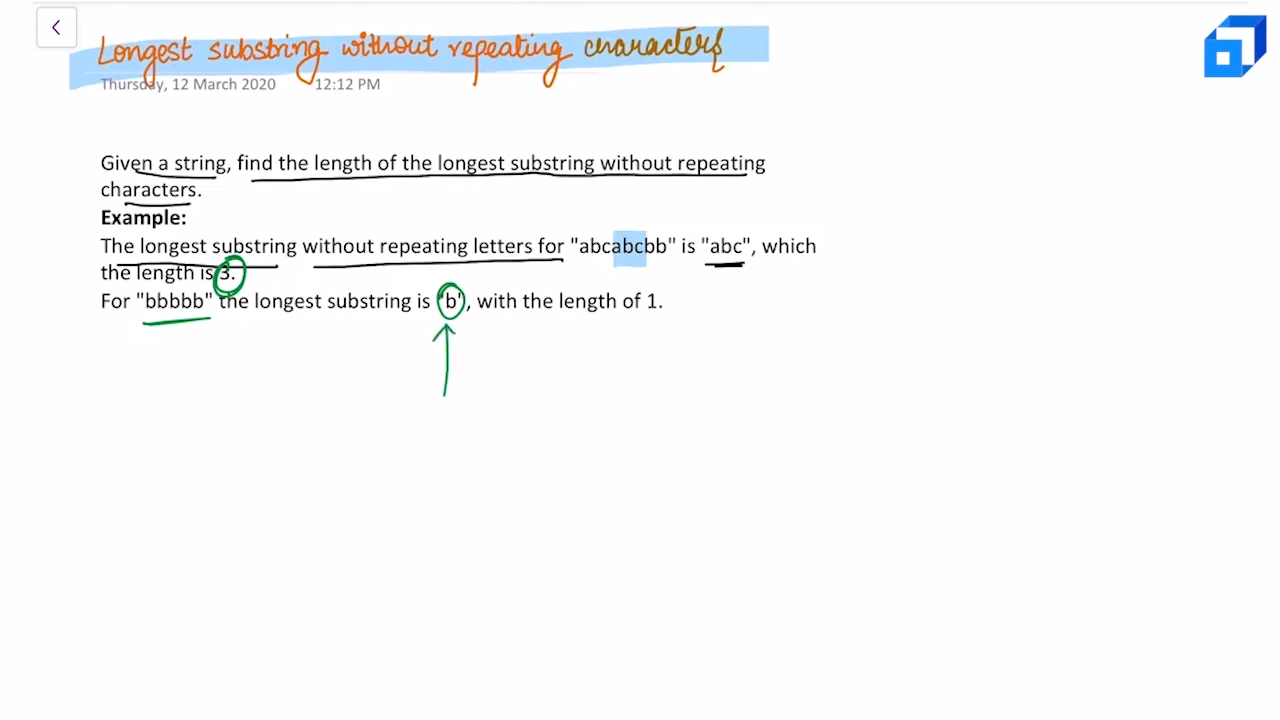 Longest substring without repeating characters
Thursday, 12 March 2020 12:12 PM
Given a string, find the length of the longest substring without repeating
characters.
Example:
The longest substring without repeating letters for "abcabcbb" is "abc", which
the length is 3.
For "bbbbb" the longest substring is "b", with the length of 1.